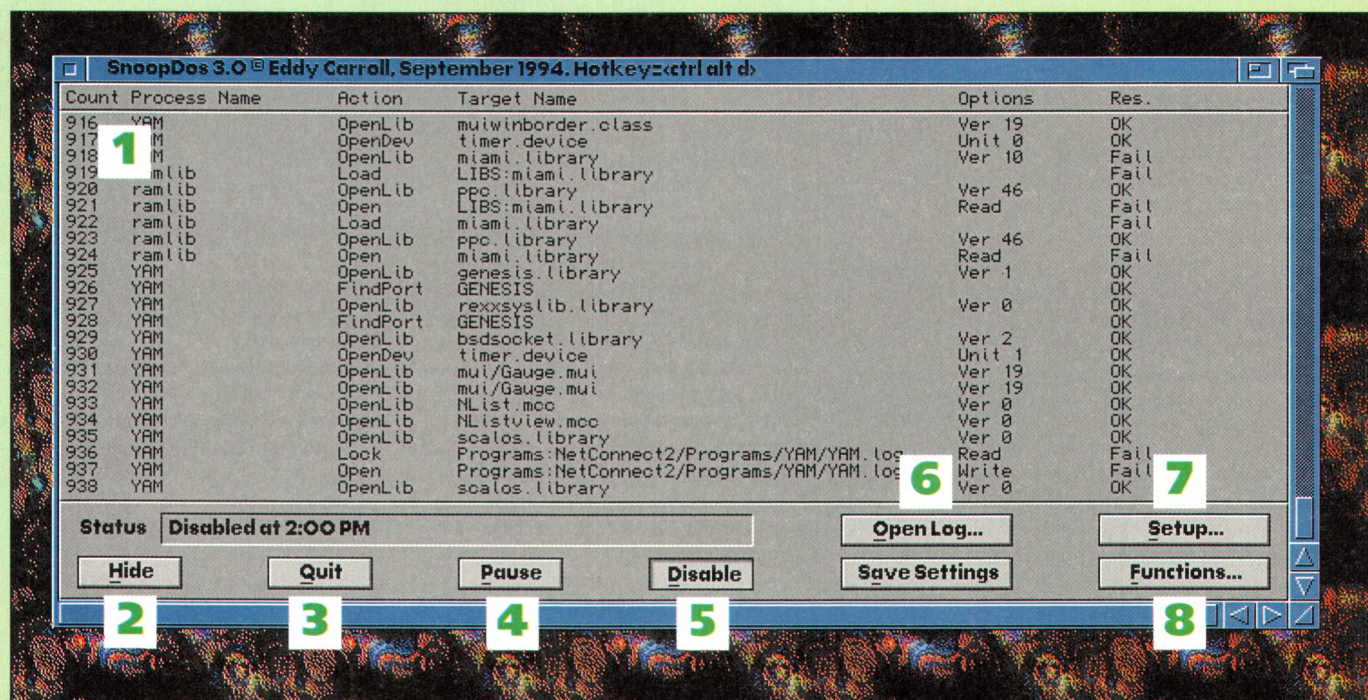 SnoopDos 3.0 © Eddy Carroll, September 1994. Hotkey=<ctrl alt d>
Count Process Name Action Target Name Options Res.
916 YAM OpenLib muiwinborder.class Ver 19 OK
917 OpenDev timer.device Unit 0 OK
918 OpenLib miami.library Ver 10 Fail
919 Load LIBS:miami.library Fail
920 ramlib OpenLib ppc.library Ver 46 OK
921 ramlib Open LIBS:miami.library Read Fail
922 ramlib Load miami.library Fail
923 ramlib OpenLib ppc.library Ver 46 OK
924 ramlib Open miami.library Read Fail
925 YAM OpenLib genesis.library Ver 1 OK
926 YAM FindPort GENESIS OK
927 YAM OpenLib rexxsyslib.library Ver 0 OK
928 YAM FindPort GENESIS OK
929 YAM OpenLib bsdsocket.library Ver 2 OK
930 YAM OpenDev timer.device Unit 1 OK
931 YAM OpenLib mui/Gauge.mui Ver 19 OK
932 YAM OpenLib mui/Gauge.mui Ver 19 OK
933 YAM OpenLib NList.mcc Ver 0 OK
934 YAM OpenLib NListview.mcc Ver 0 OK
935 YAM OpenLib scalos.library Ver 0 OK
936 YAM Lock Programs:NetConnect2/Programs/YAM/YAM.log Read Fail
937 YAM Open Programs:NetConnect2/Programs/YAM/YAM.log Write Fail
938 YAM OpenLib scalos.library Ver 0 OK
1
6
7
Status Disabled at 2:00 PM Open Log... Setup...
Hide Quit Pause Disable Save Settings Functions...
2 3 4 5 8